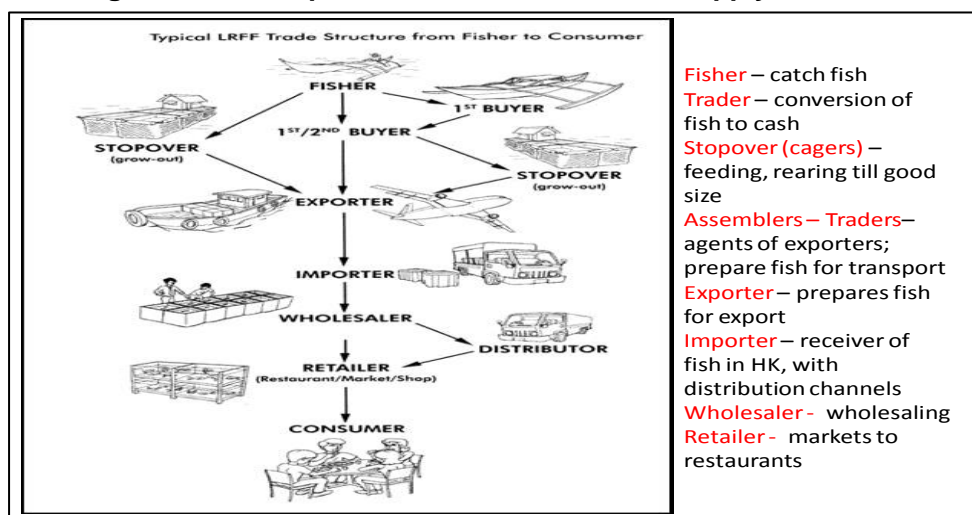 Typical LRFF Trade Structure from Fisher to Consumer
FISHER
1ST BUYER
1ST/2ND BUYER
STOPOVER
(grow-out)
STOPOVER
(grow-out)
EXPORTER
IMPORTER
WHOLESALER
DISTRIBUTOR
RETAILER
(Restaurant/Market/Shop)
CONSUMER
Fisher – catch fish
Trader – conversion of
fish to cash
Stopover (cagers) –
feeding, rearing till good
size
Assemblers – Traders–
agents of exporters;
prepare fish for transport
Exporter – prepares fish
for export
Importer – receiver of
fish in HK, with
distribution channels
Wholesaler - wholesaling
Retailer - markets to
restaurants